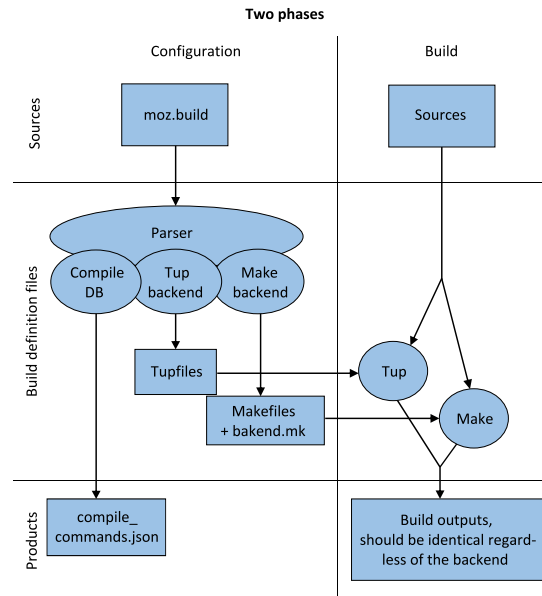 Two phases
Configuration
Build
Sources
moz.build
Sources
Build definition files
Parser
Compile
DB
Tup
backend
Make
backend
Tupfiles
Tup
Makefiles
+ bakend.mk
Make
Products
compile_
commands.json
Build outputs,
should be identical regard-
less of the backend